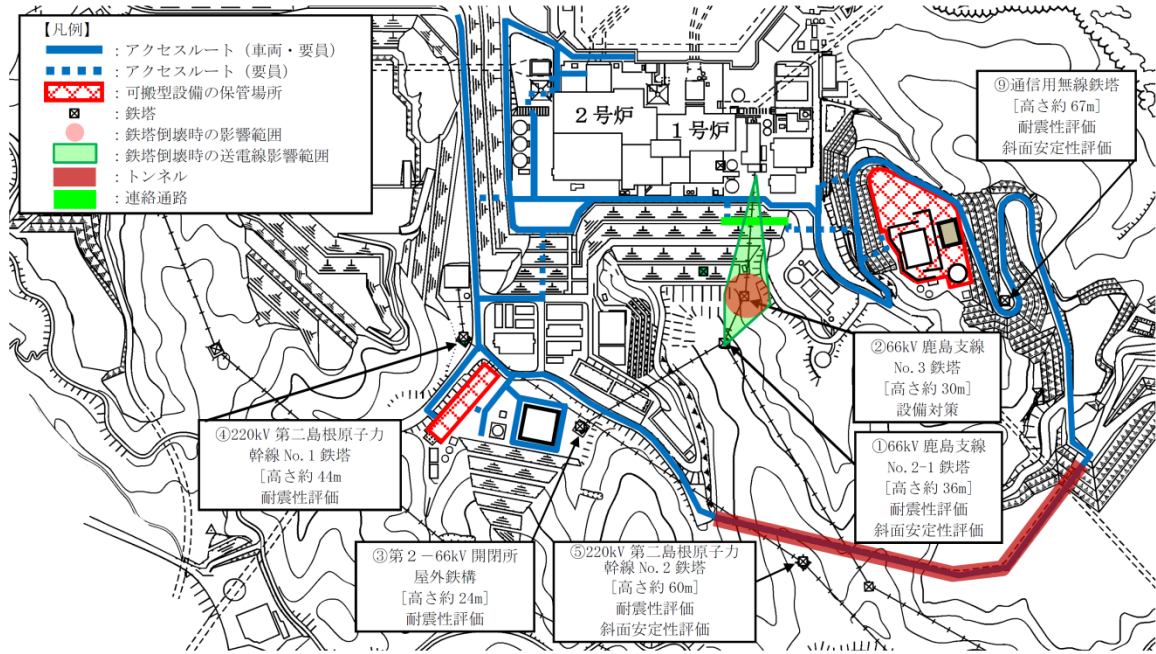 【凡例】
：アクセスルート（車両・要員）
：アクセスルート（要員）
：可搬型設備の保管場所
：鉄塔
：鉄塔倒壊時の影響範囲
：鉄塔倒壊時の送電線影響範囲
：トンネル
：連絡通路
２号炉
１号炉
⑨通信用無線鉄塔
[高さ約 67m]
耐震性評価
斜面安定性評価
②66kV 鹿島支線
No.3 鉄塔
[高さ約 30m]
設備対策
①66kV 鹿島支線
No.2-1 鉄塔
[高さ約 36m]
耐震性評価
斜面安定性評価
④220kV 第二島根原子力
幹線 No.1 鉄塔
[高さ約 44m
耐震性評価
③第２－66kV 開閉所
屋外鉄構
[高さ約 24m]
耐震性評価
⑤220kV 第二島根原子力
幹線 No.2 鉄塔
[高さ約 60m]
耐震性評価
斜面安定性評価